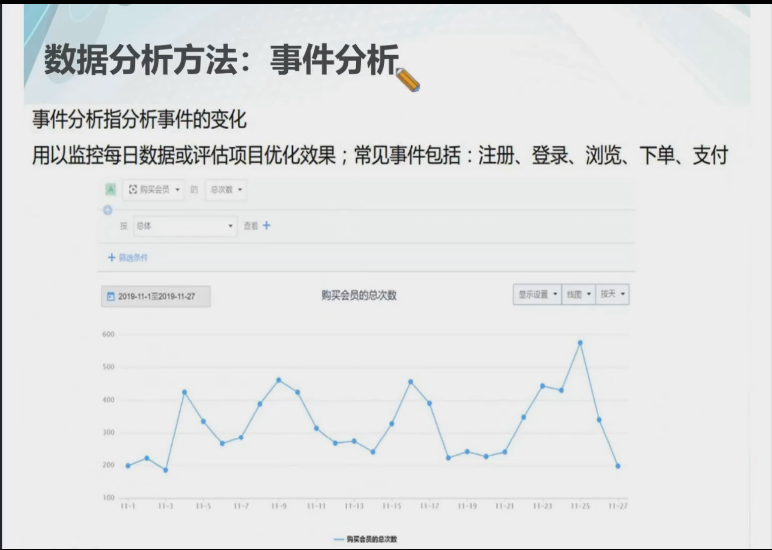 数据分析方法：事件分析
事件分析指分析事件的变化
用以监控每日数据或评估项目优化效果；常见事件包括：注册、登录、浏览、下单、支付
A 购买会员 的 总次数
按 总体 查看 +
+ 筛选条件
2019-11-1至2019-11-27 购买会员的总次数 显示设置 线图 按天
600
500
400
300
200
100
11-1 11-3 11-5 11-7 11-9 11-11 11-13 11-15 11-17 11-19 11-21 11-23 11-25 11-27
购买会员的总次数